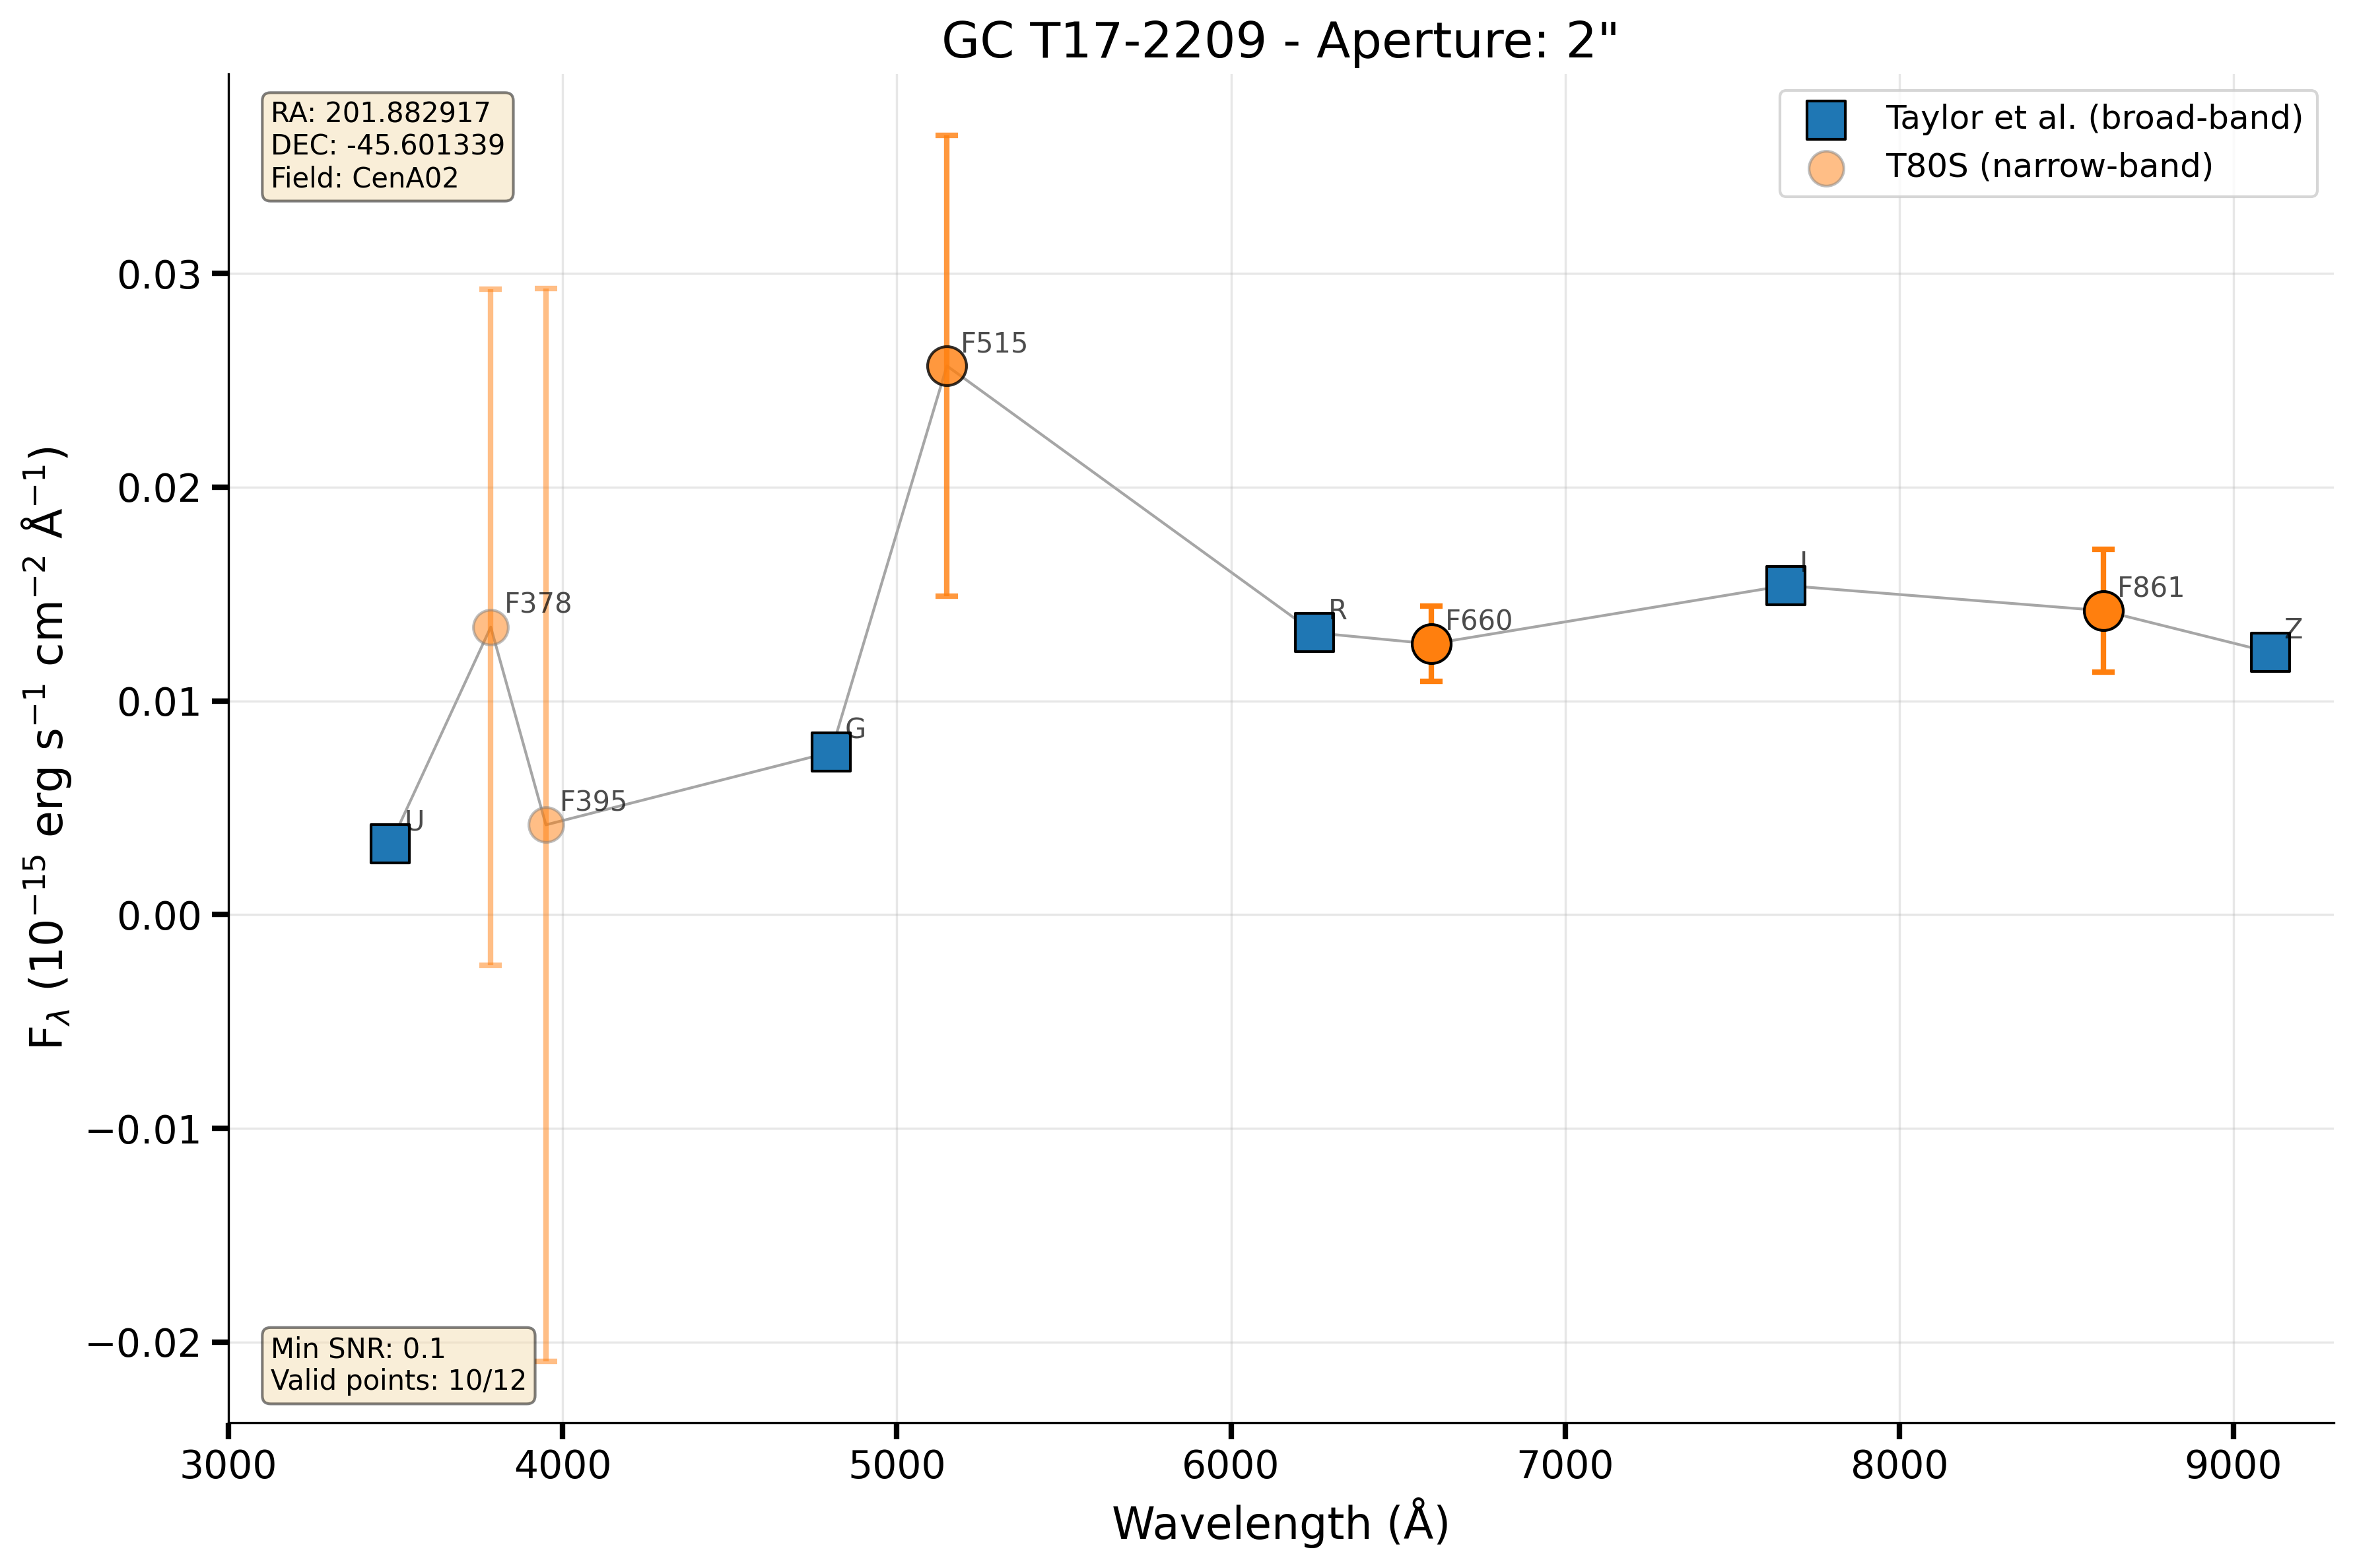 GC T17-2209 - Aperture: 2"
RA: 201.882917
DEC: -45.601339
Field: CenA02
Taylor et al. (broad-band)
T80S (narrow-band)
0.03
0.02
0.01
0.00
−0.01
−0.02
F515
F378
F395
G
U
R
F660
I
F861
Z
Min SNR: 0.1
Valid points: 10/12
3000
4000
5000
6000
7000
8000
9000
Wavelength (Å)
Fλ (10⁻¹⁵ erg s⁻¹ cm⁻² Å⁻¹)